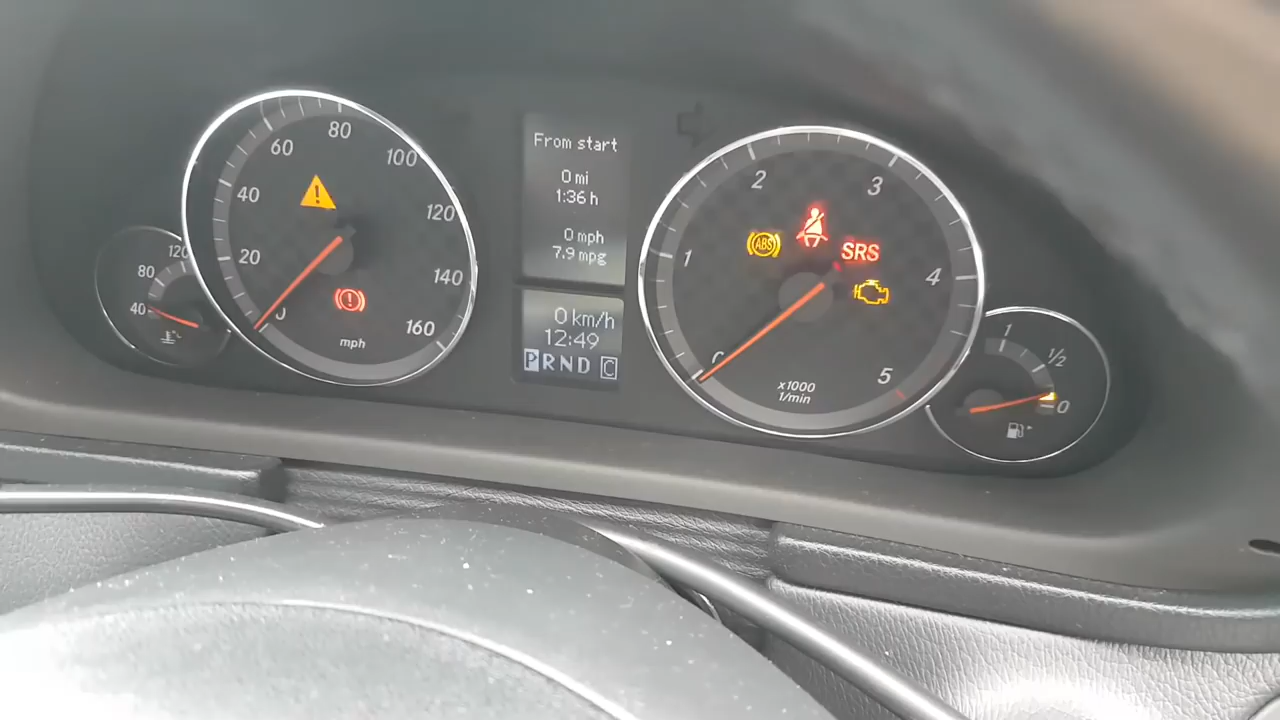 120
80
40
80
60
100
40
120
20
140
160
mph
From start
0 mi
1:36 h
0 mph
7.9 mpg
0 km/h
12:49
PRND C
2
3
1
4
5
ABS
SRS
x1000
1/min
1
1/2
0